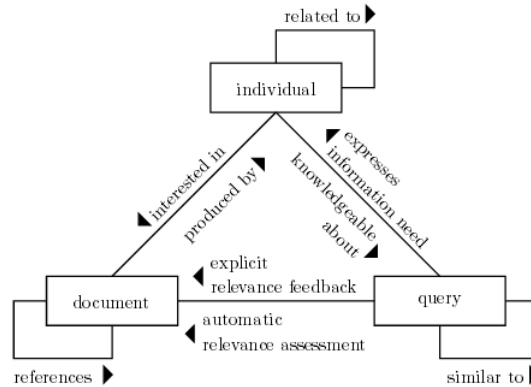 related to
individual
interested in
produced by
expresses
information need
knowledgeable
about
explicit
relevance feedback
document
query
automatic
relevance assessment
references
similar to